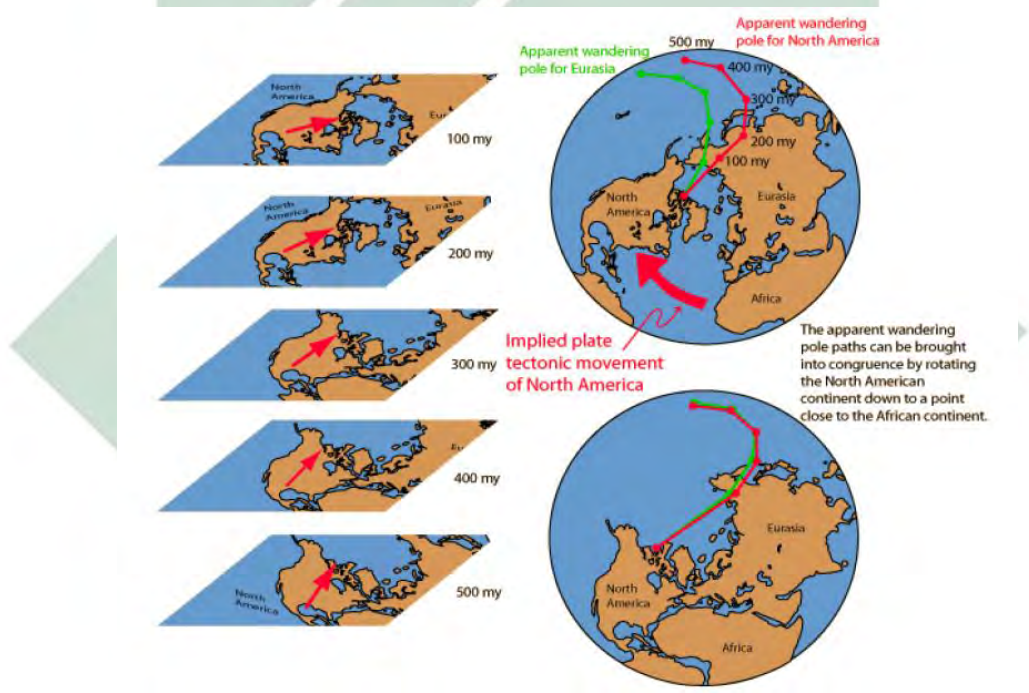 North
America
Eur
100 my
North
America
Eurasia
200 my
300 my
Eu
400 my
North
America
500 my
Apparent wandering
pole for Eurasia
500 my
Apparent wandering
pole for North America
400 my
300 my
200 my
100 my
North
America
Eurasia
Africa
Implied plate
tectonic movement
of North America
The apparent wandering
pole paths can be brought
into congruence by rotating
the North American
continent down to a point
close to the African continent.
Eurasia
North
America
Africa